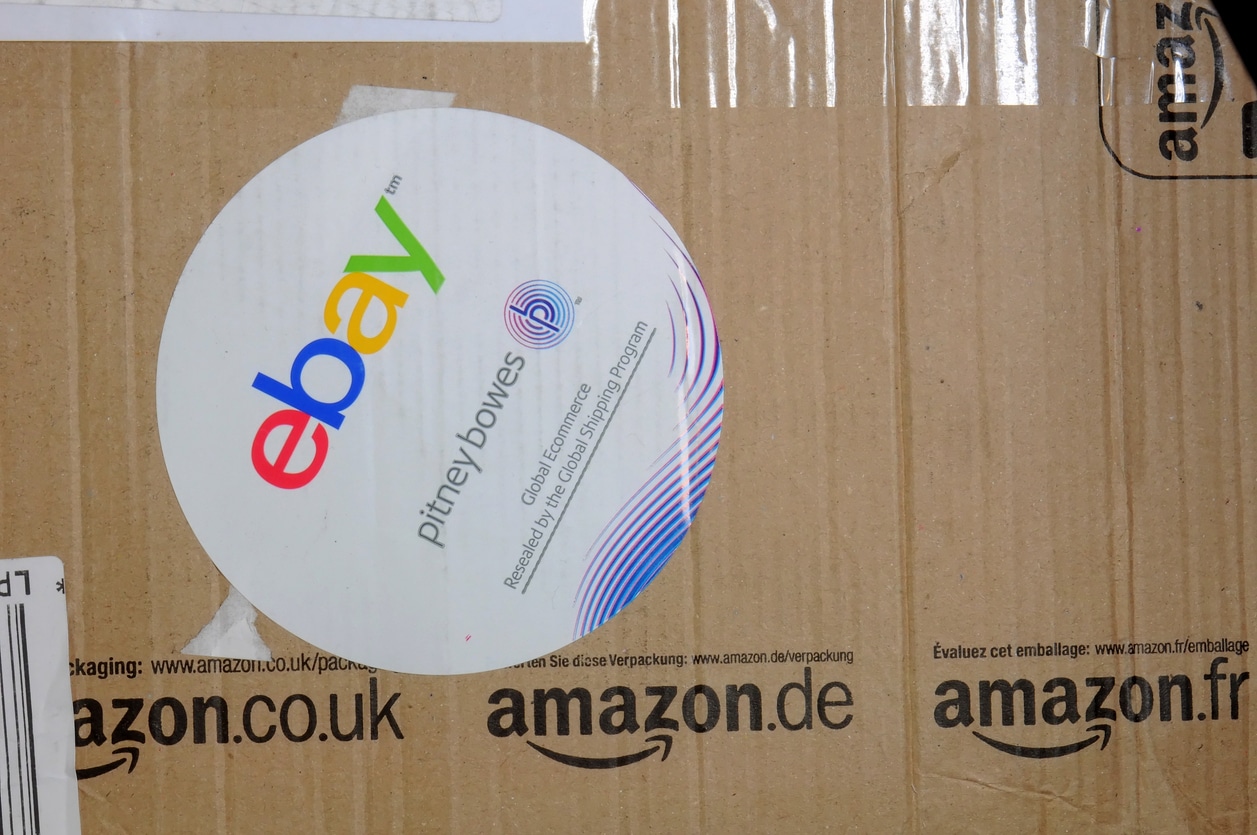 amaz
ebay™
pitney bowes™
Global Ecommerce
Resealed by the Global Shipping Program
LP
ckaging: www.amazon.co.uk/packag
azon.co.uk
rten Sie diese Verpackung: www.amazon.de/verpackung
amazon.de
Évaluez cet emballage: www.amazon.fr/emballage
amazon.fr